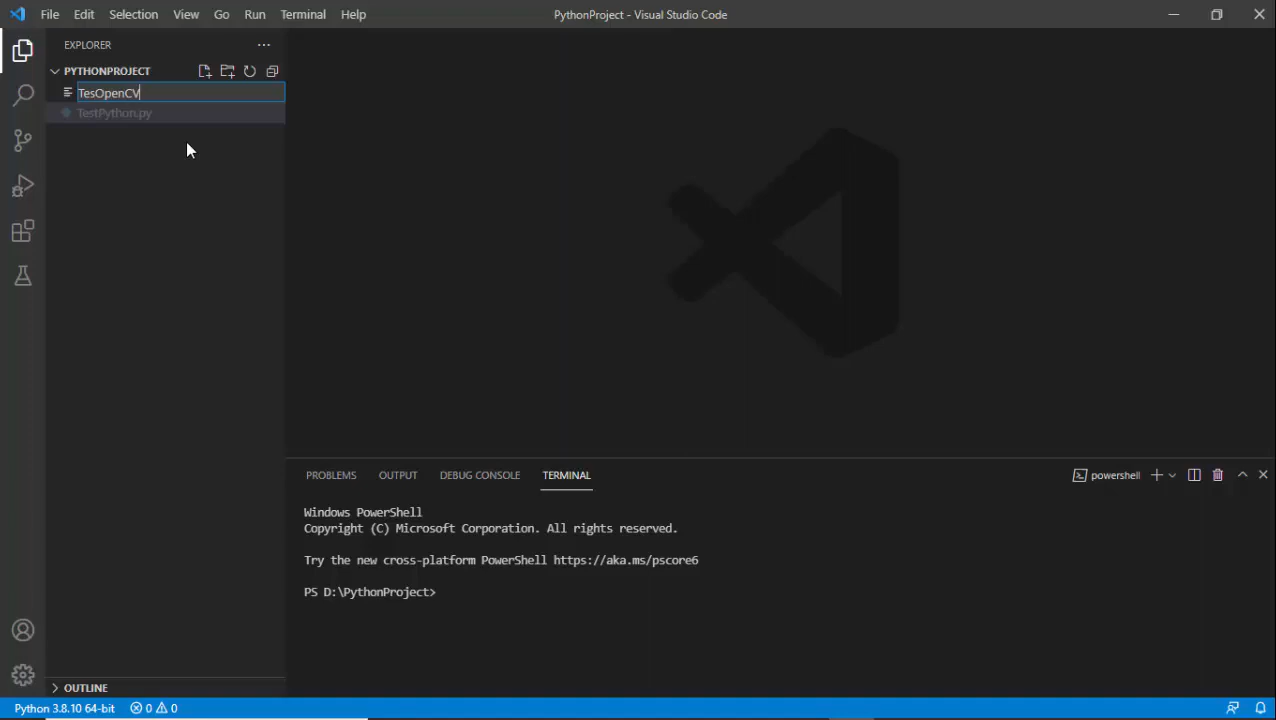 File Edit Selection View Go Run Terminal Help PythonProject - Visual Studio Code
EXPLORER
PYTHONPROJECT
TesOpenCV
TestPython.py
PROBLEMS OUTPUT DEBUG CONSOLE TERMINAL powershell
Windows PowerShell
Copyright (C) Microsoft Corporation. All rights reserved.
Try the new cross-platform PowerShell https://aka.ms/pscore6
PS D:\PythonProject>
OUTLINE
Python 3.8.10 64-bit 0 0